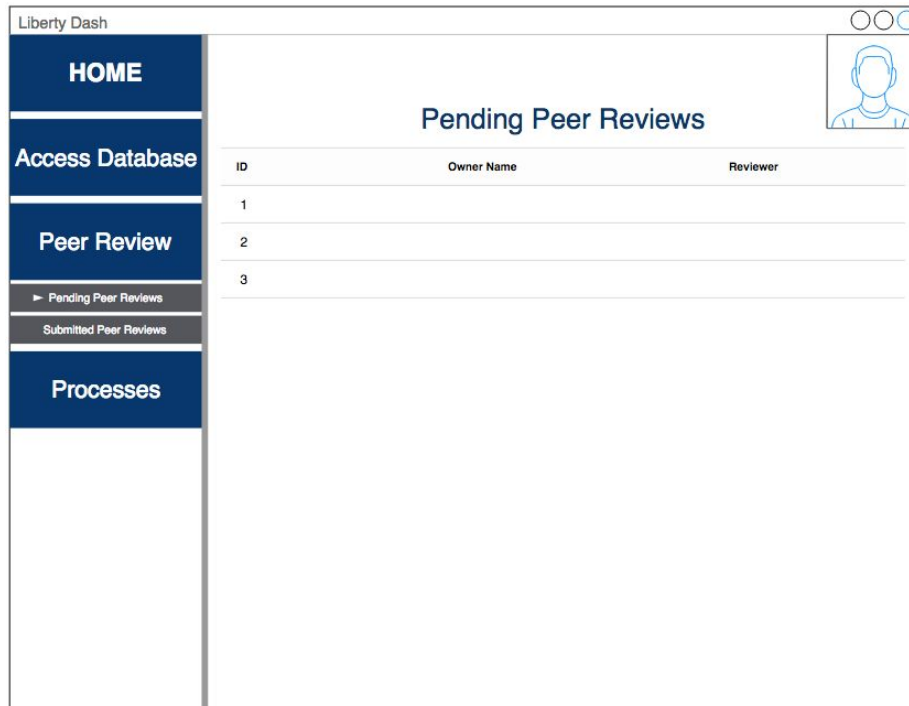 Liberty Dash
HOME
Access Database
Peer Review
► Pending Peer Reviews
Submitted Peer Reviews
Processes
Pending Peer Reviews
ID Owner Name Reviewer
1
2
3